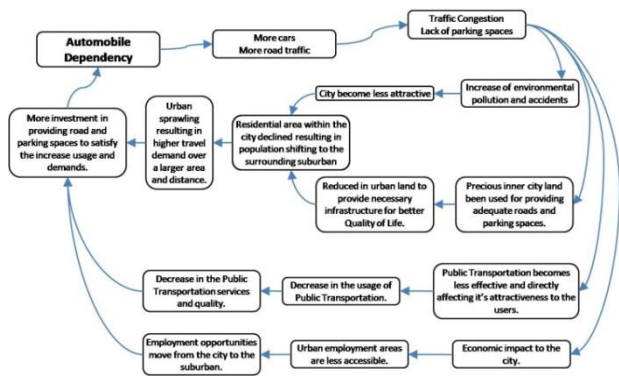 Automobile
Dependency
More cars
More road traffic
Traffic Congestion
Lack of parking spaces
Increase of environmental
pollution and accidents
City become less attractive
Residential area within the
city declined resulting in
population shifting to the
surrounding suburban
Urban
sprawling
resulting in
higher travel
demand over
a larger area
and distance.
More investment in
providing road and
parking spaces to satisfy
the increase usage and
demands.
Precious inner city land
been used for providing
adequate roads and
parking spaces.
Reduced in urban land to
provide necessary
infrastructure for better
Quality of Life.
Public Transportation becomes
less effective and directly
affecting it's attractiveness to the
users.
Decrease in the usage of
Public Transportation.
Decrease in the Public
Transportation services
and quality.
Economic impact to the
city.
Urban employment areas
are less accessible.
Employment opportunities
move from the city to the
suburban.